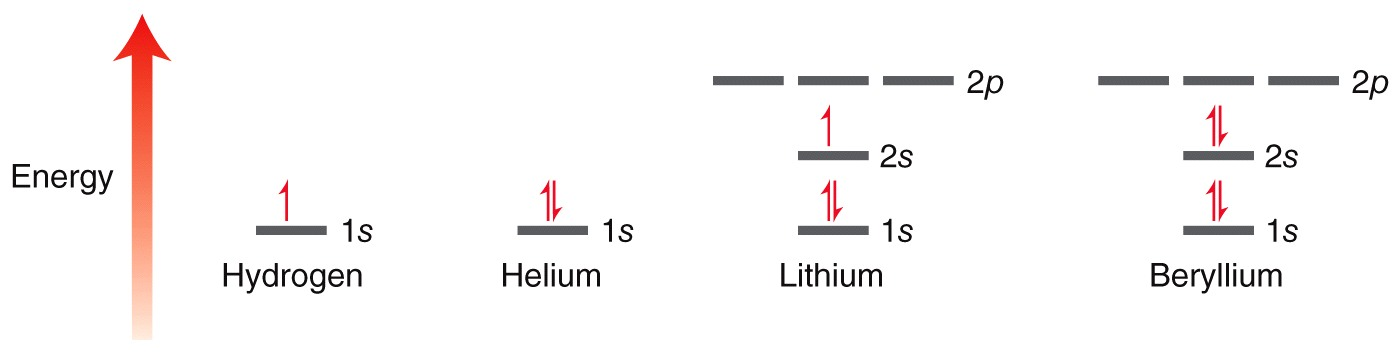 Energy
1s
Hydrogen
1s
Helium
2p
2s
1s
Lithium
2p
2s
1s
Beryllium